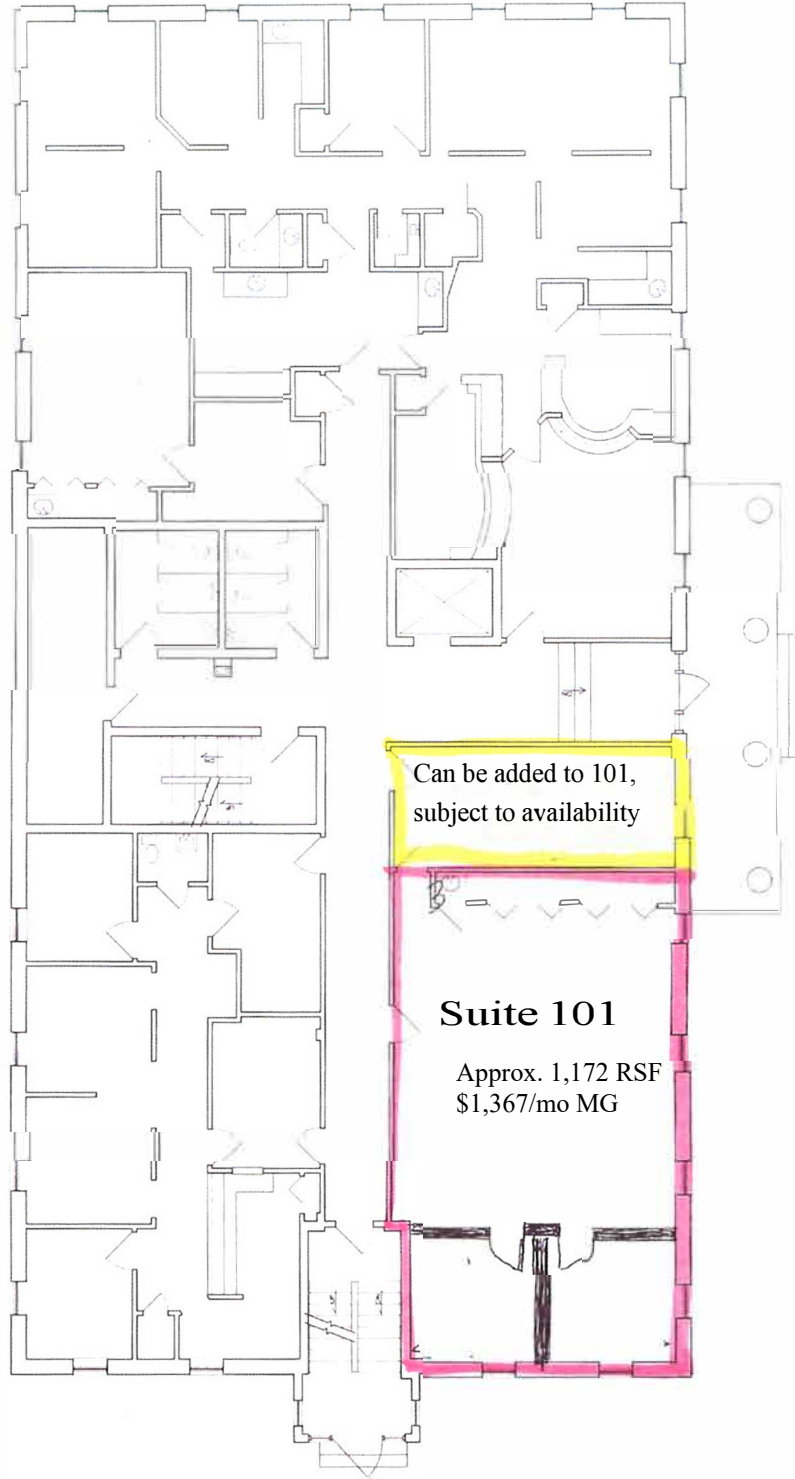 Can be added to 101,
subject to availability
Suite 101
Approx. 1,172 RSF
$1,367/mo MG